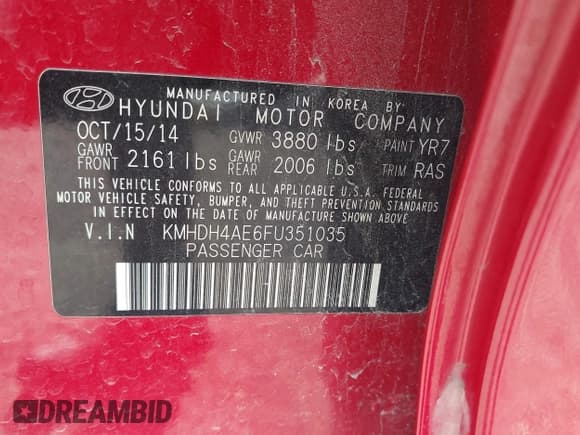 MANUFACTURED IN KOREA BY
HYUNDAI MOTOR COMPANY
OCT/15/14 GVWR 3880 lbs PAINT YR7
GAWR FRONT 2161 lbs GAWR REAR 2006 lbs TRIM RAS
THIS VEHICLE CONFORMS TO ALL APPLICABLE U.S.A. FEDERAL
MOTOR VEHICLE SAFETY, BUMPER, AND THEFT PREVENTION STANDARDS
IN EFFECT ON THE DATE OF MANUFACTURE SHOWN ABOVE.
V.I.N KMHDH4AE6FU351035
PASSENGER CAR
DREAMBID